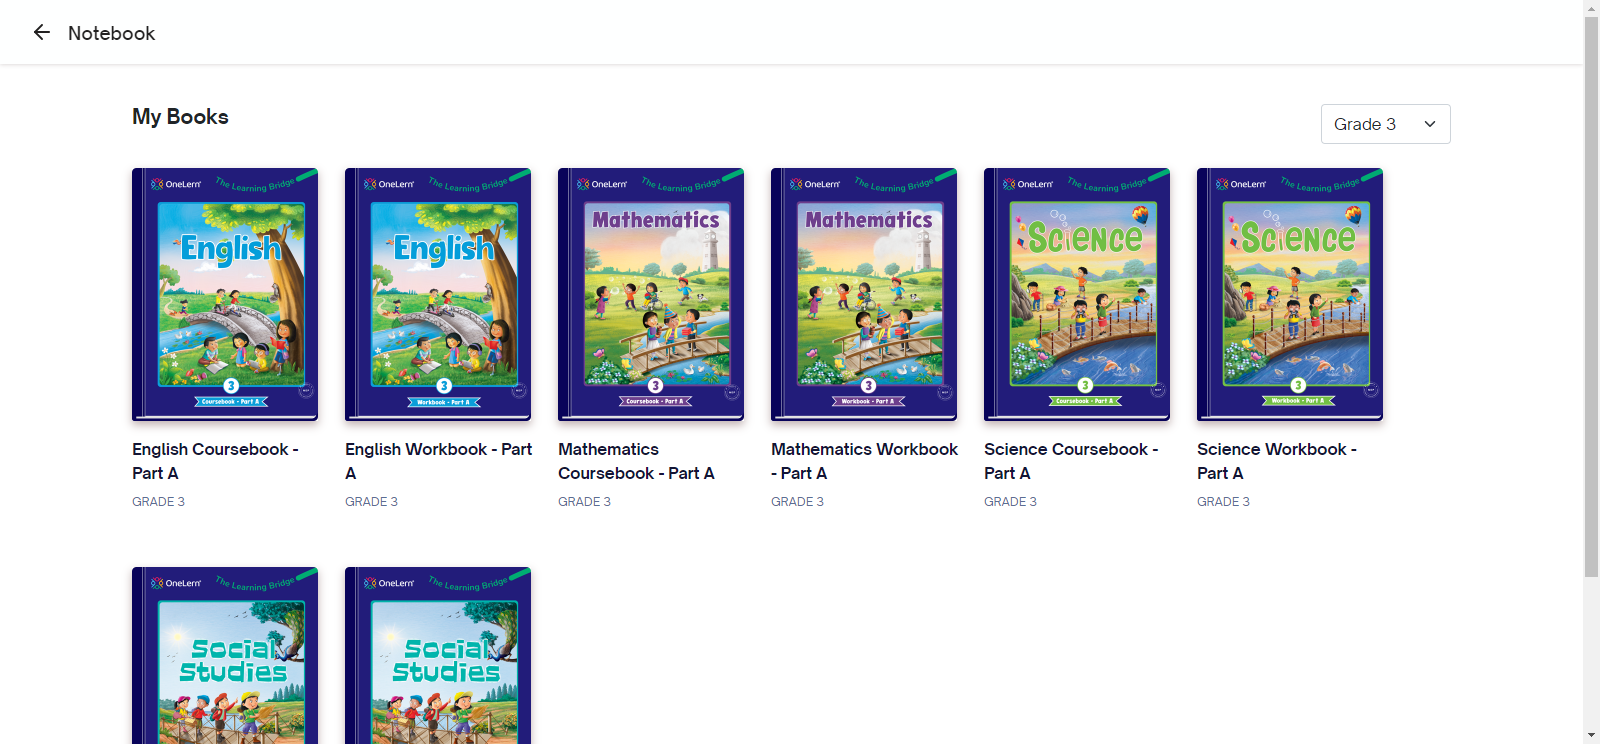 Notebook
My Books
Grade 3
OneLern
The Learning Bridge
English
3
Coursebook - Part A
OneLern
The Learning Bridge
English
3
Workbook - Part A
OneLern
The Learning Bridge
Mathematics
3
Coursebook - Part A
OneLern
The Learning Bridge
Mathematics
3
Workbook - Part A
OneLern
The Learning Bridge
Science
3
Coursebook - Part A
OneLern
The Learning Bridge
Science
3
Workbook - Part A
English Coursebook -
Part A
GRADE 3
English Workbook - Part
A
GRADE 3
Mathematics
Coursebook - Part A
GRADE 3
Mathematics Workbook
- Part A
GRADE 3
Science Coursebook -
Part A
GRADE 3
Science Workbook -
Part A
GRADE 3
OneLern
The Learning Bridge
Social
Studies
OneLern
The Learning Bridge
Social
Studies